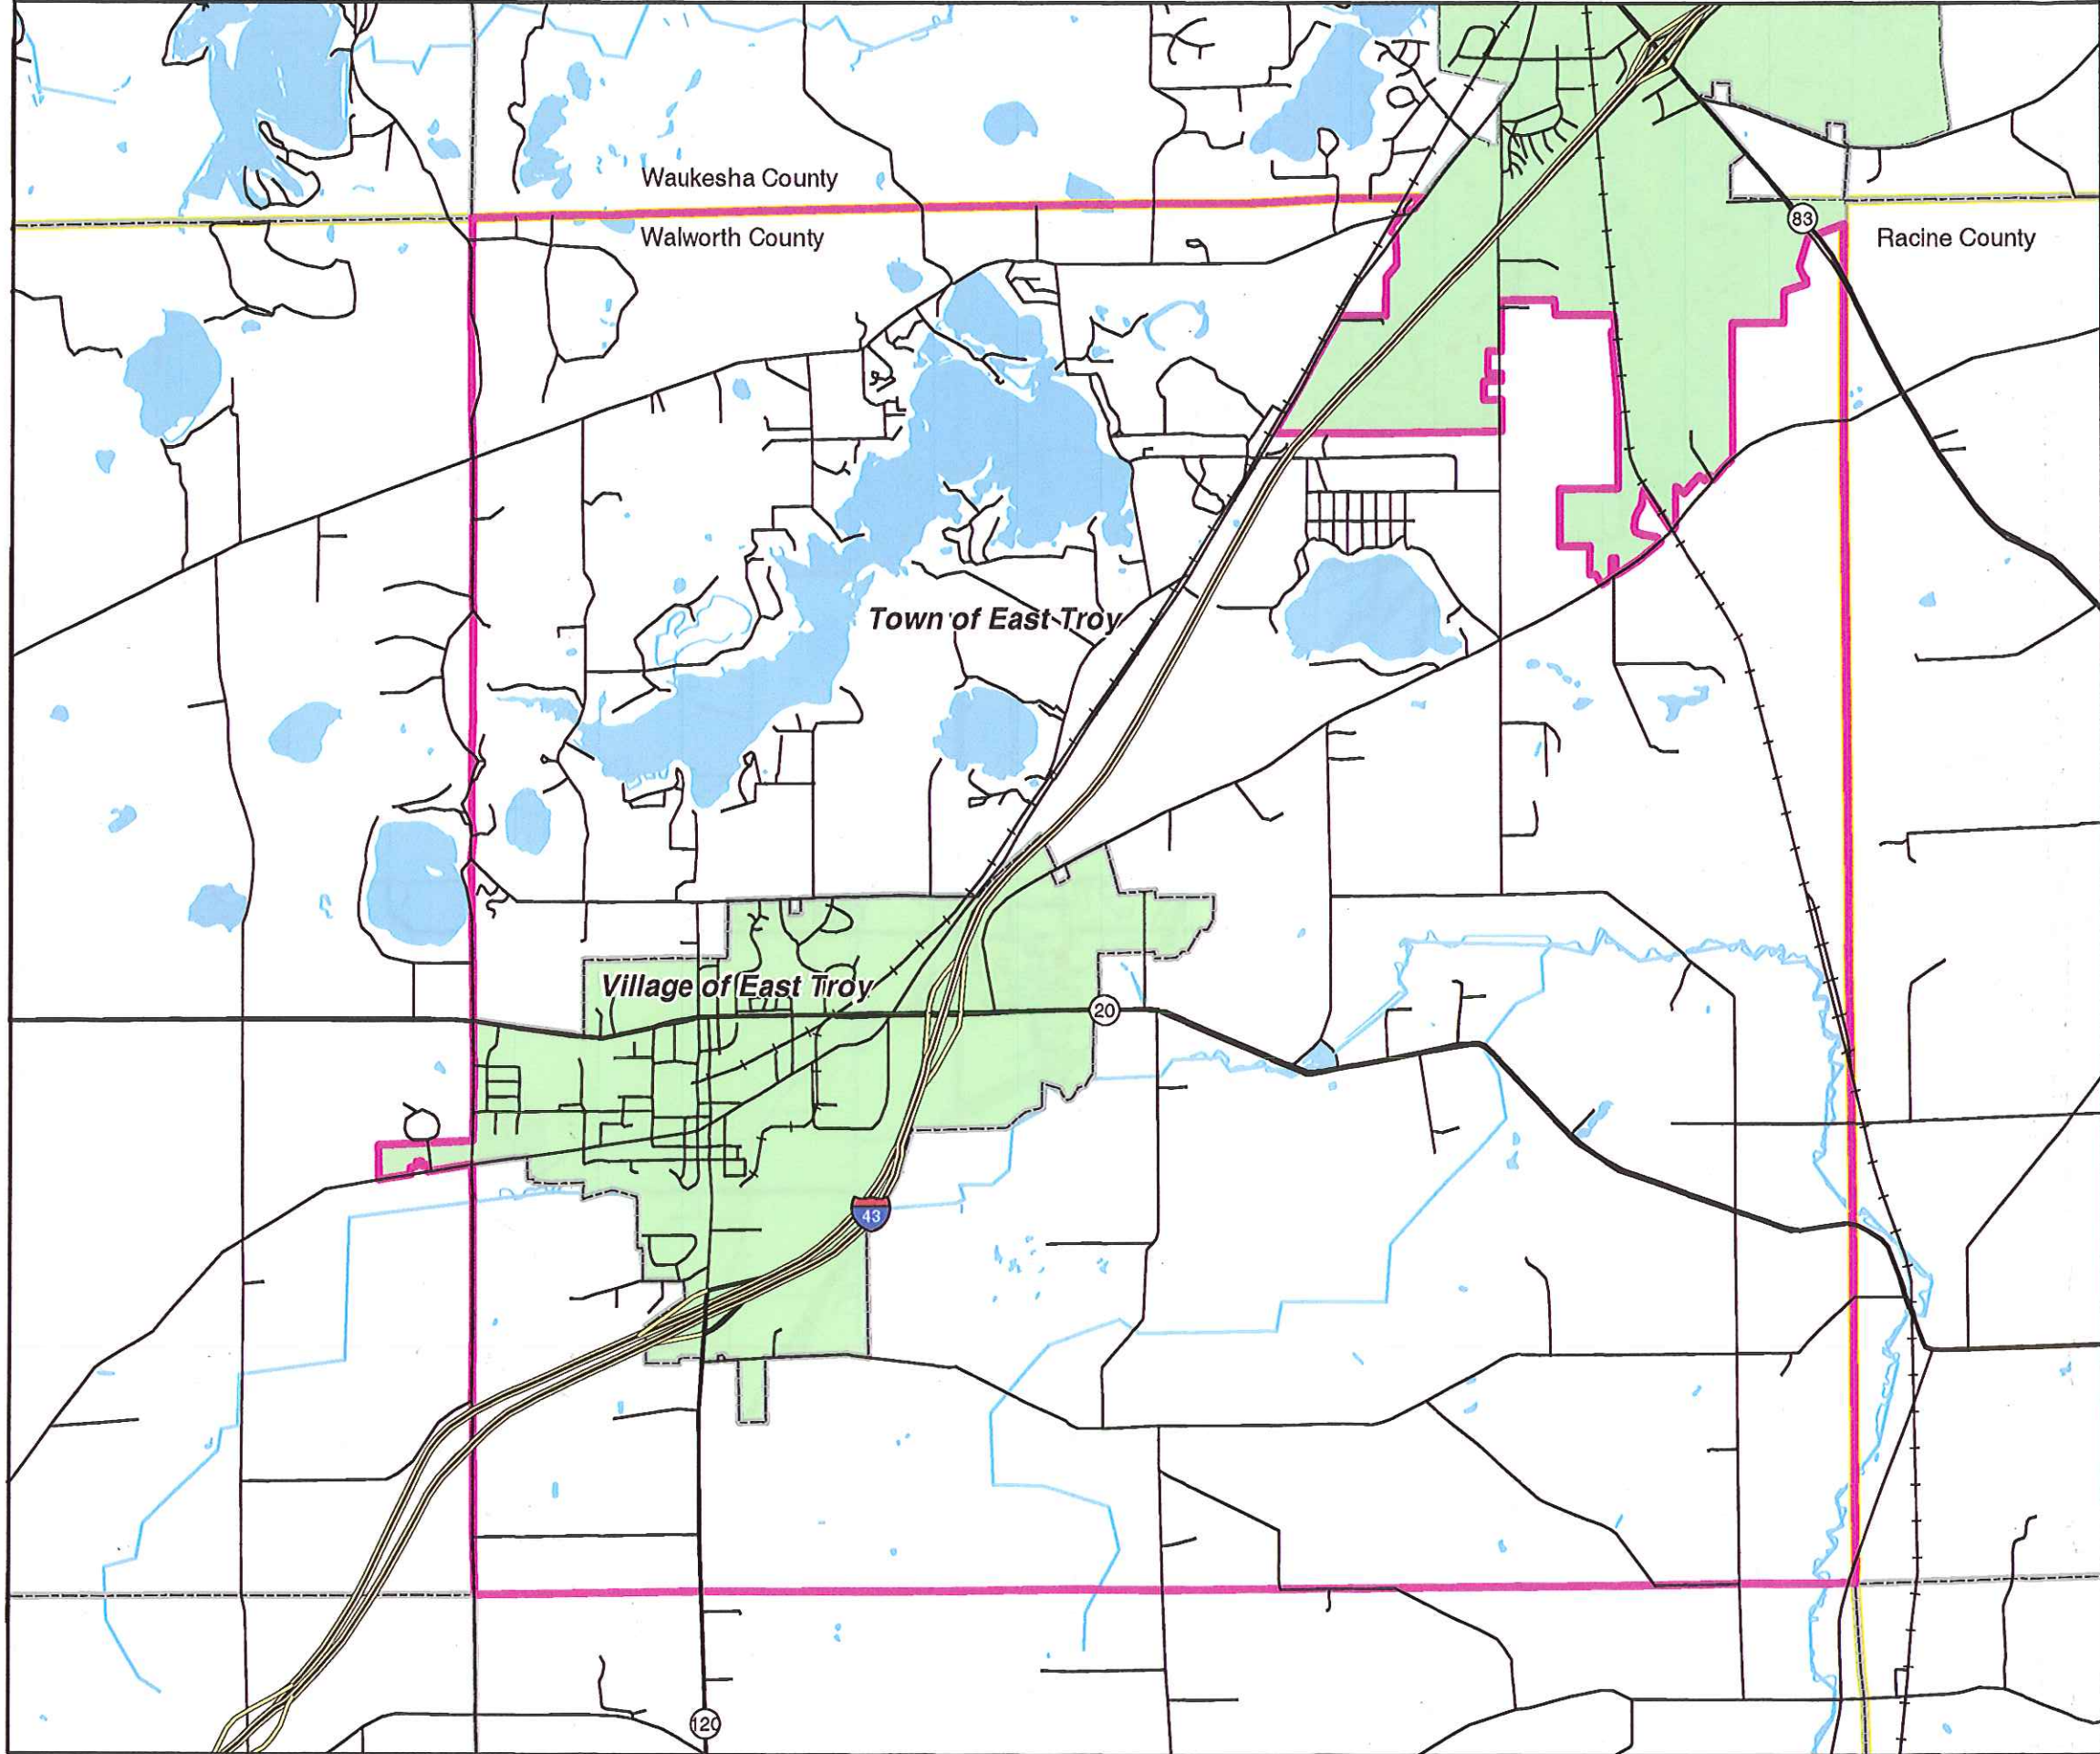 Waukesha County
Walworth County
83
Racine County
Town of East Troy
Village of East Troy
20
43
120